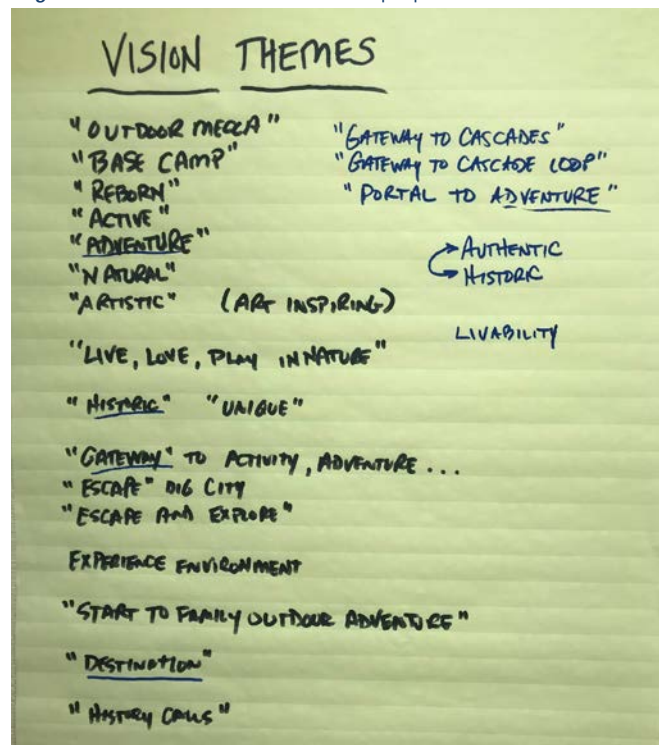 VISION THEMES
"OUTDOOR MECCA"
"BASE CAMP"
"REBORN"
"ACTIVE"
"ADVENTURE"
"NATURAL"
"ARTISTIC" (ART INSPIRING)
"LIVE, LOVE, PLAY IN NATURE"
"HISTORIC" "UNIQUE"
"GATEWAY" TO ACTIVITY, ADVENTURE ...
"ESCAPE" BIG CITY
"ESCAPE AND EXPLORE"
EXPERIENCE ENVIRONMENT
"START TO FAMILY OUTDOOR ADVENTURE"
"DESTINATION"
"HISTORY CALLS"
"GATEWAY TO CASCADES"
"GATEWAY TO CASCADE LOOP"
"PORTAL TO ADVENTURE"
AUTHENTIC
HISTORIC
LIVABILITY